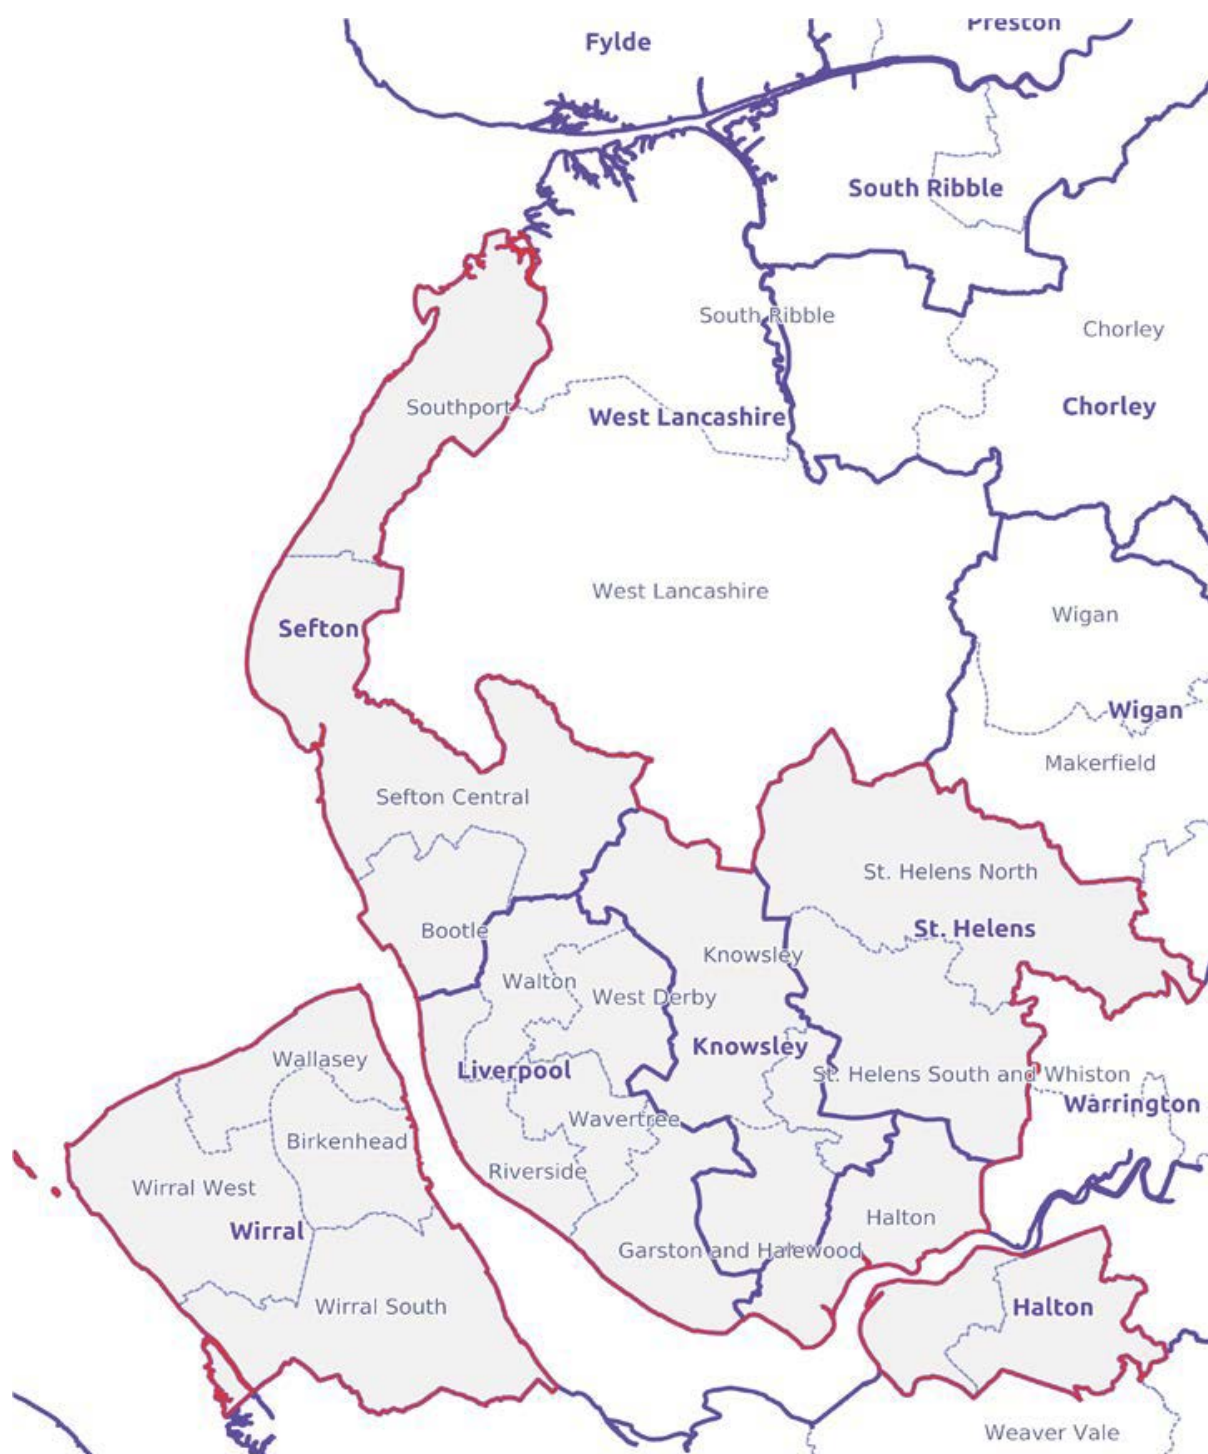 Preston
Fylde
South Ribble
South Ribble
Chorley
Southport
West Lancashire
Chorley
West Lancashire
Wigan
Sefton
Wigan
Makerfield
Sefton Central
St. Helens North
Bootle
St. Helens
Knowsley
Walton
West Derby
Knowsley
Wallasey
Liverpool
St. Helens South and Whiston
Warrington
Wavertree
Birkenhead
Riverside
Wirral West
Halton
Wirral
Garston and Halewood
Wirral South
Halton
Weaver Vale